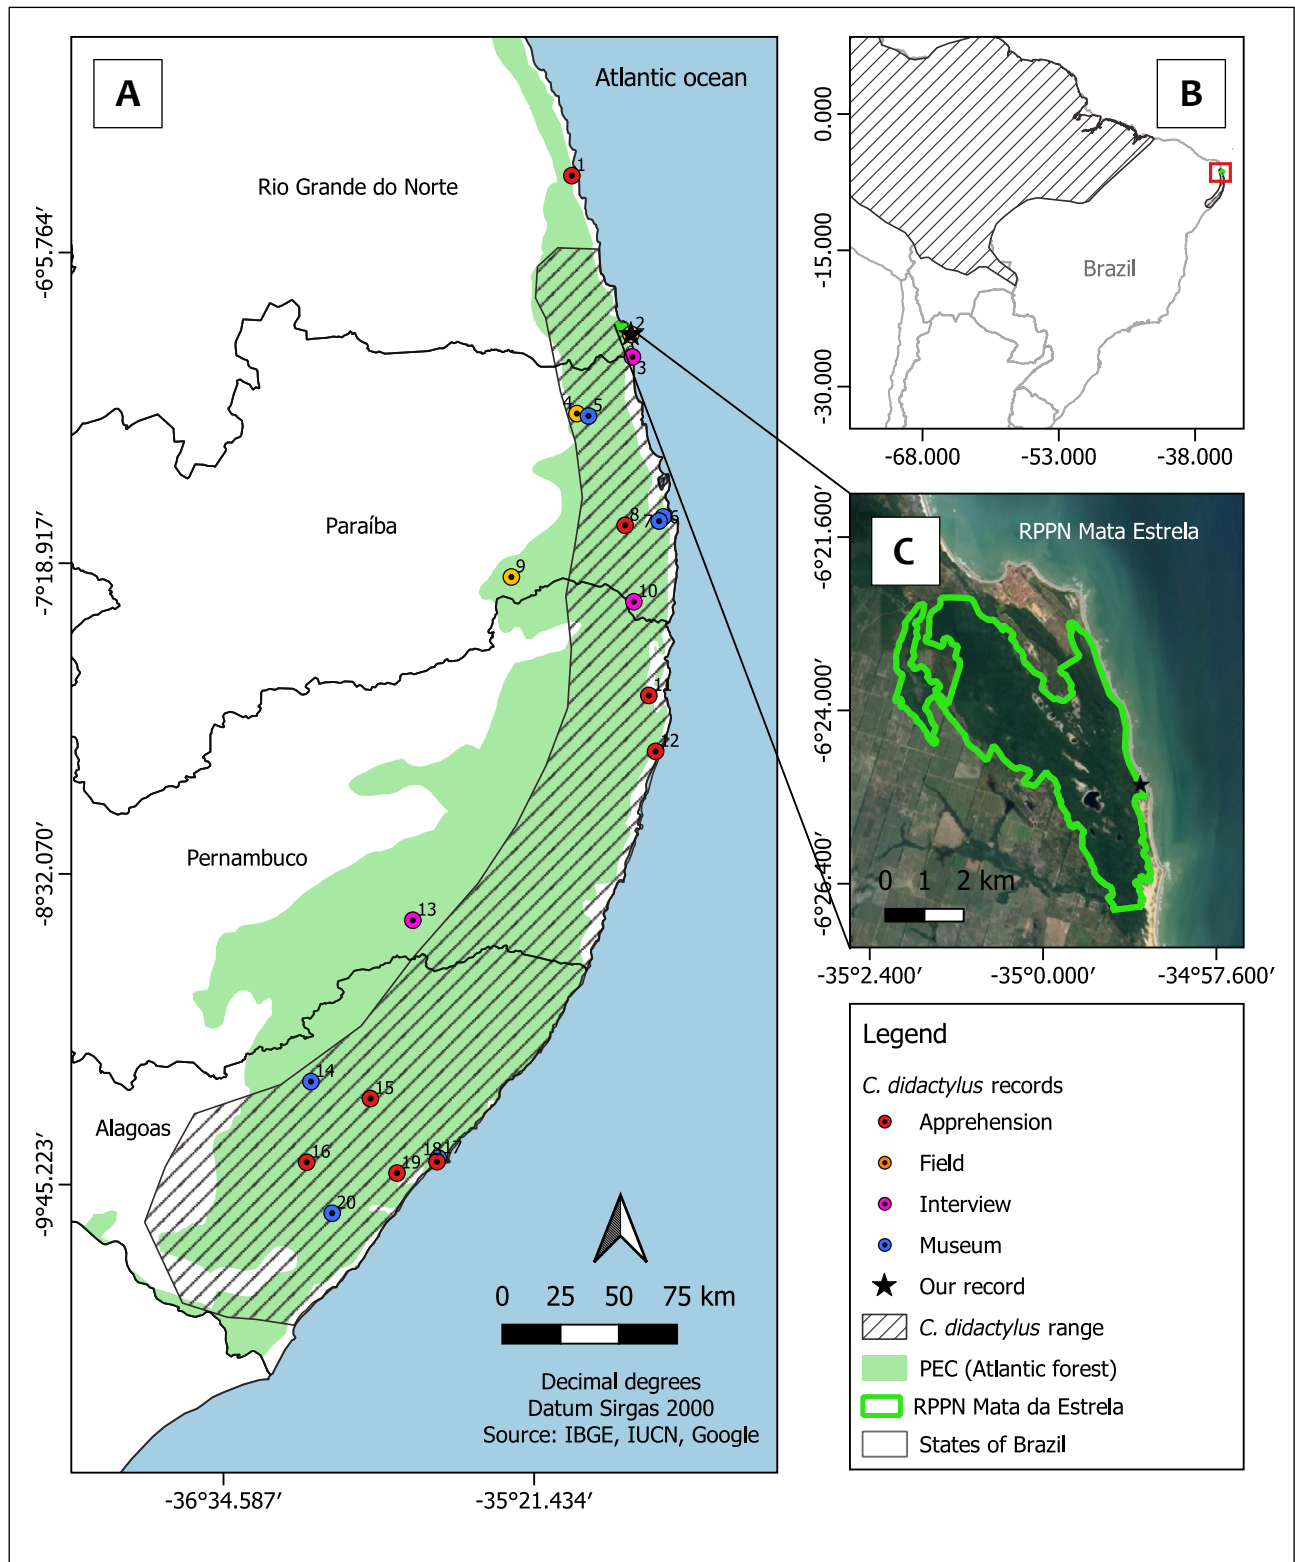 A
Atlantic ocean
Rio Grande do Norte
Paraíba
Pernambuco
Alagoas
1
2
3
4
5
6
7
8
9
10
11
12
13
14
15
16
17
18
19
20
-6°5.764′
-7°18.917′
-8°32.070′
-9°45.223′
-36°34.587′
-35°21.434′
0 25 50 75 km
Decimal degrees
Datum Sirgas 2000
Source: IBGE, IUCN, Google
B
Brazil
0.000
-15.000
-30.000
-68.000
-53.000
-38.000
C
RPPN Mata Estrela
-6°21.600′
-6°24.000′
-6°26.400′
0 1 2 km
-35°2.400′
-35°0.000′
-34°57.600′
Legend
C. didactylus records
Apprehension
Field
Interview
Museum
Our record
C. didactylus range
PEC (Atlantic forest)
RPPN Mata da Estrela
States of Brazil